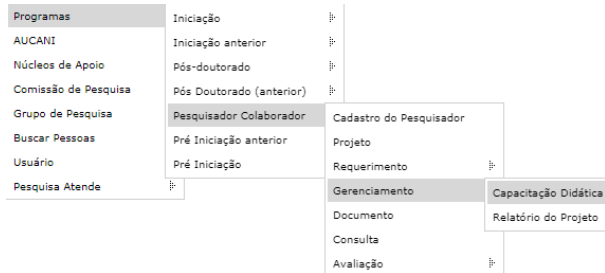 Programas
AUCANI
Núcleos de Apoio
Comissão de Pesquisa
Grupo de Pesquisa
Buscar Pessoas
Usuário
Pesquisa Atende
Iniciação
Iniciação anterior
Pós-doutorado
Pós Doutorado (anterior)
Pesquisador Colaborador
Pré Iniciação anterior
Pré Iniciação
Cadastro do Pesquisador
Projeto
Requerimento
Gerenciamento
Documento
Consulta
Avaliação
Capacitação Didática
Relatório do Projeto